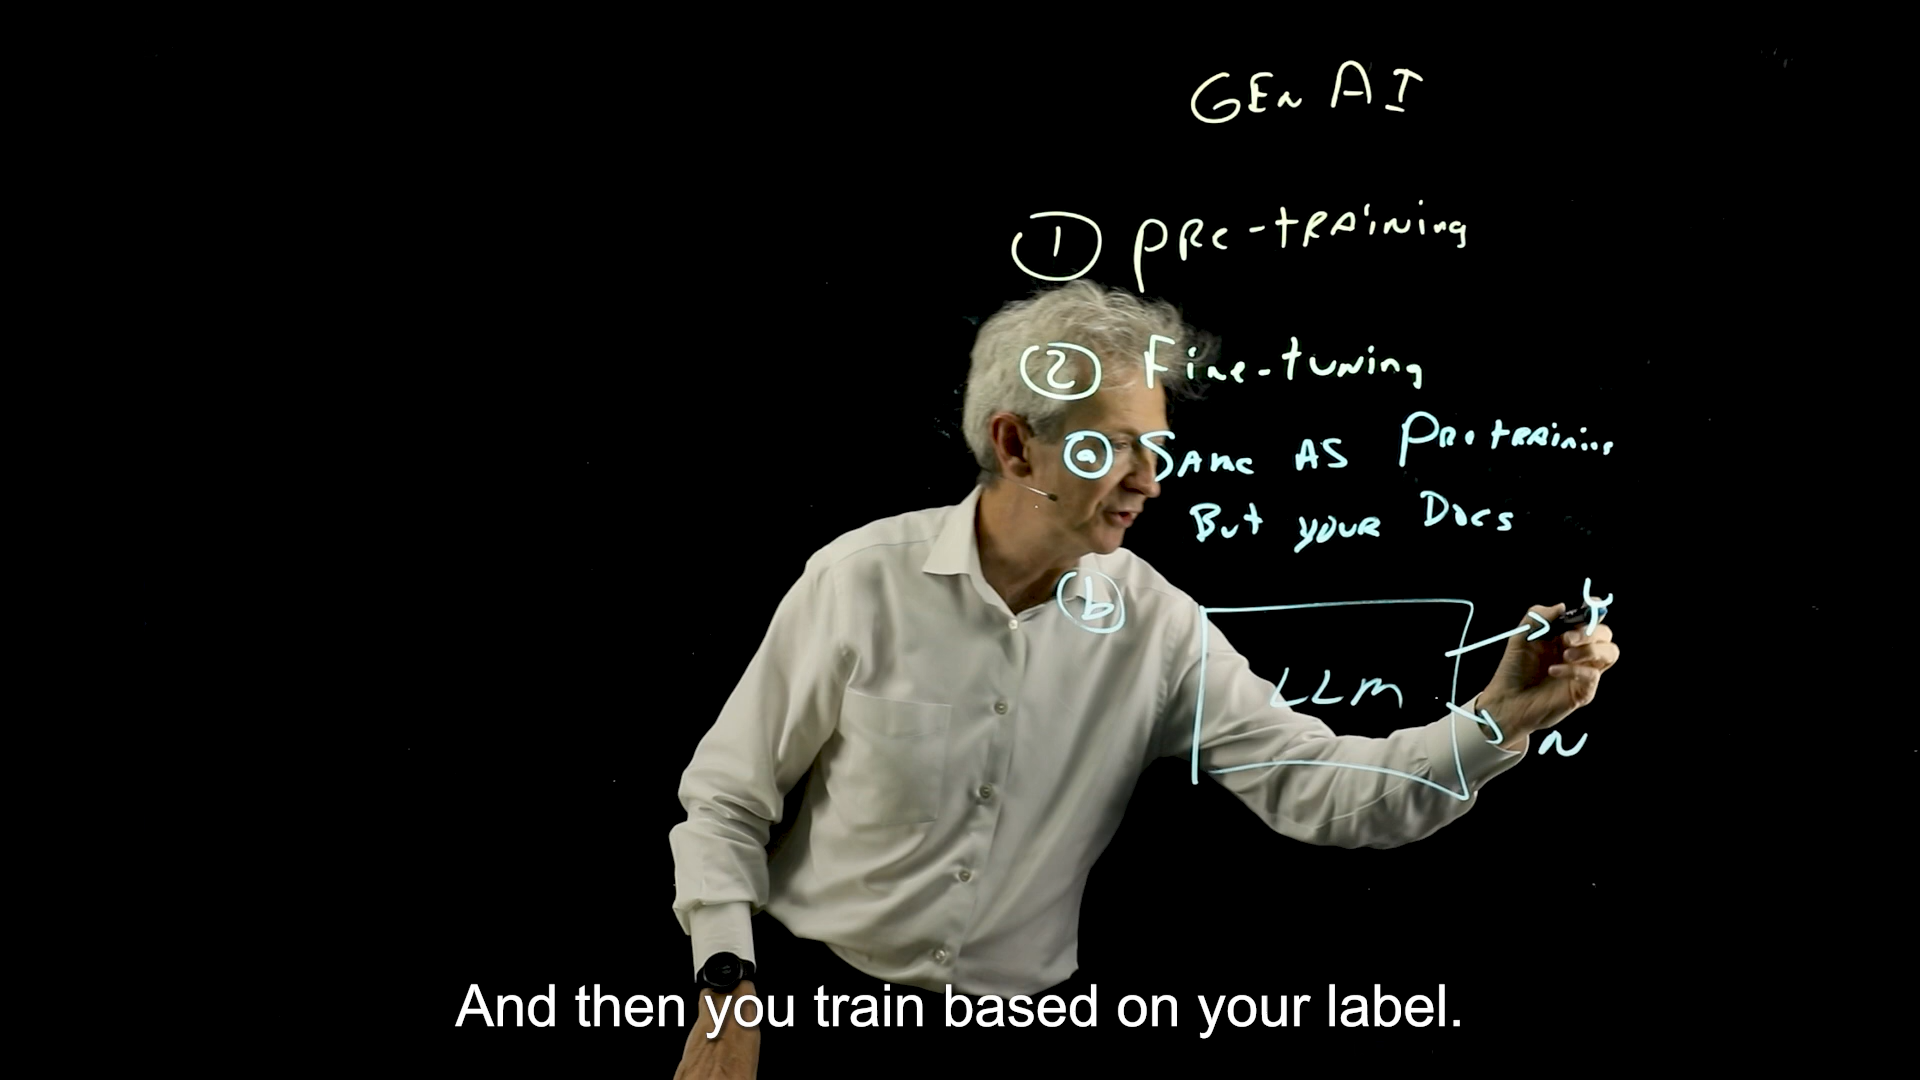 GEn AI
1 PRe-tRAining
2 Fine-tuning
a SAme AS PRetRAining
But youR Docs
b
Y
LLm
N
And then you train based on your label.